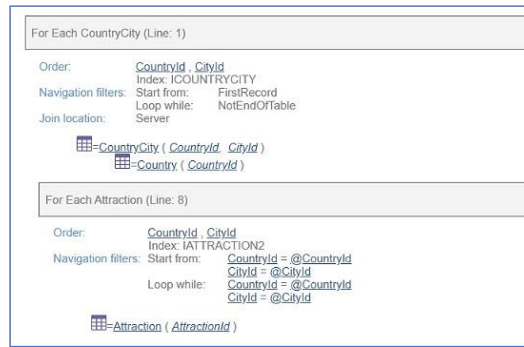 For Each CountryCity (Line: 1)
Order: CountryId , CityId
Index: ICOUNTRYCITY
Navigation filters: Start from: FirstRecord
Loop while: NotEndOfTable
Join location: Server
=CountryCity ( CountryId, CityId )
=Country ( CountryId )
For Each Attraction (Line: 8)
Order: CountryId , CityId
Index: IATTRACTION2
Navigation filters: Start from: CountryId = @CountryId
CityId = @CityId
Loop while: CountryId = @CountryId
CityId = @CityId
=Attraction ( AttractionId )